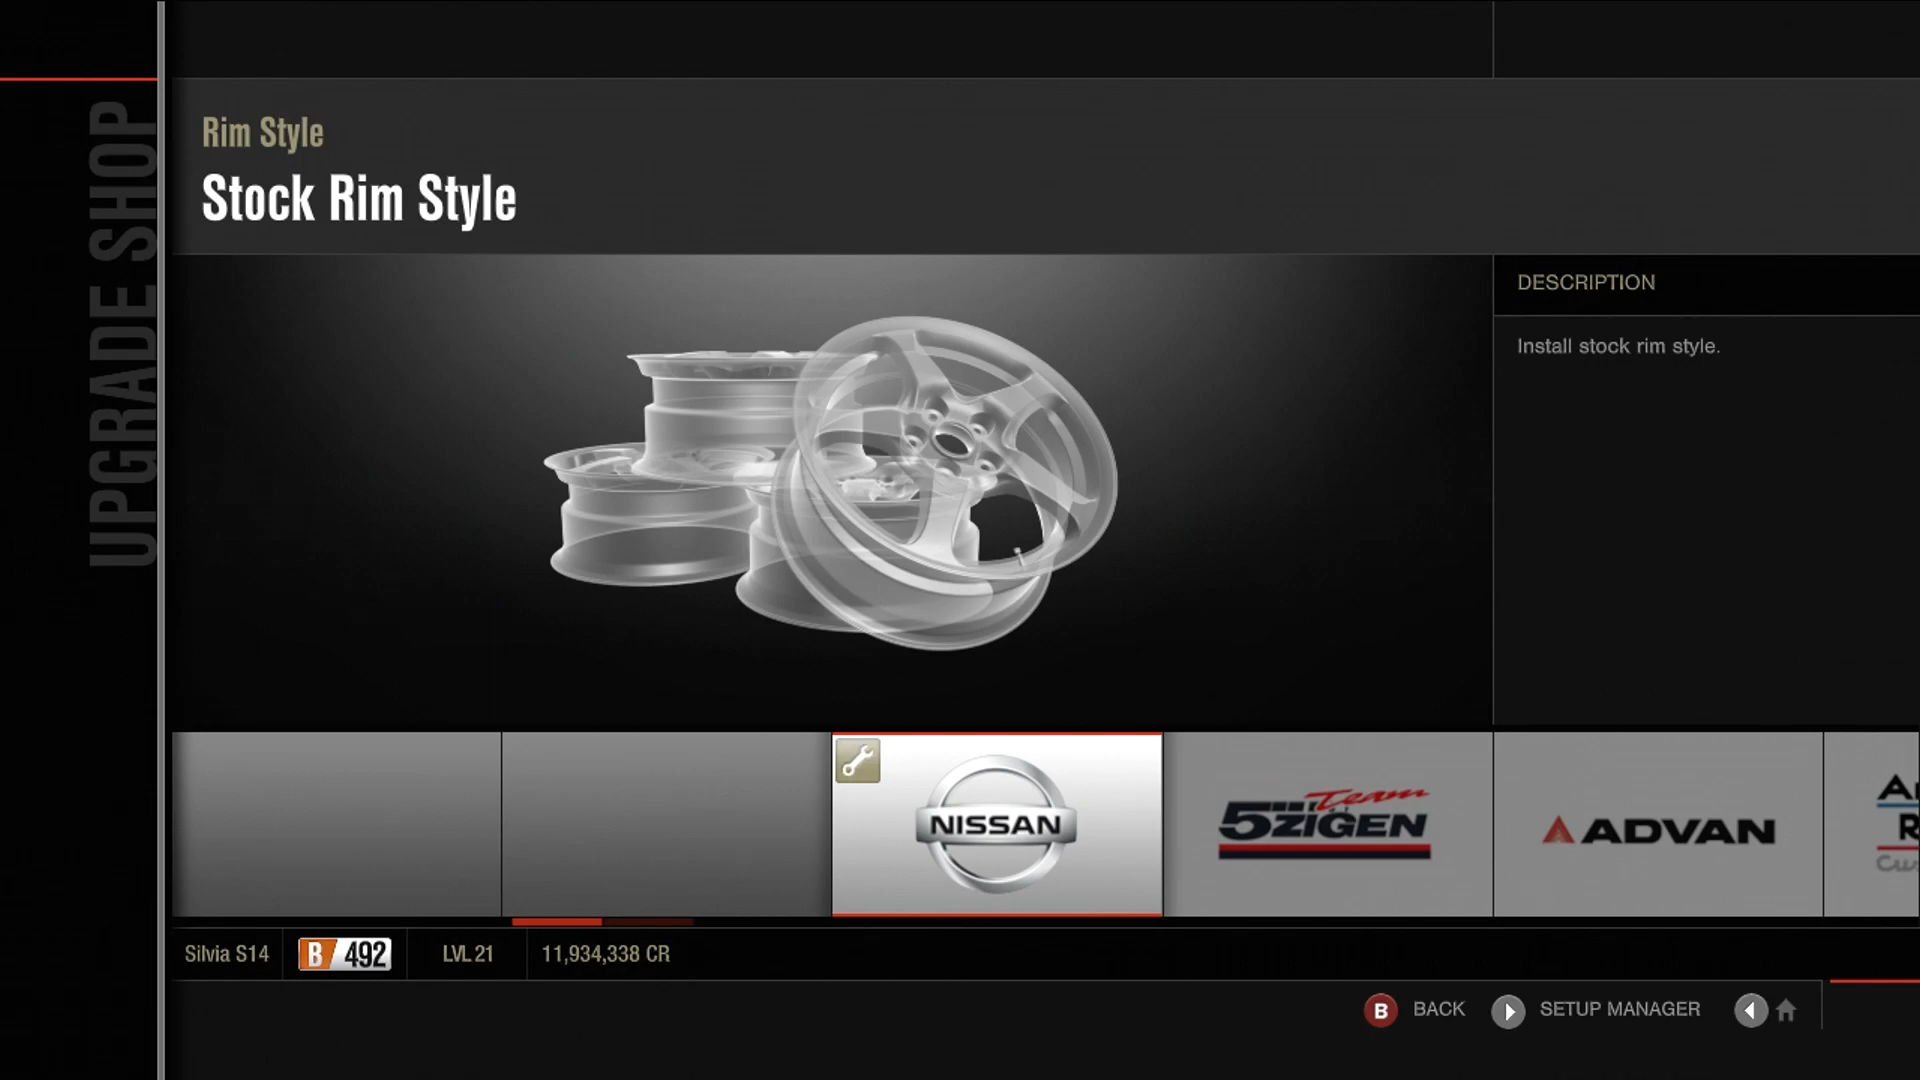 UPGRADE SHOP
Rim Style
Stock Rim Style
DESCRIPTION
Install stock rim style.
NISSAN
Team
5ZIGEN
ADVAN
Silvia S14
B 492
LVL 21
11,934,338 CR
B BACK
SETUP MANAGER